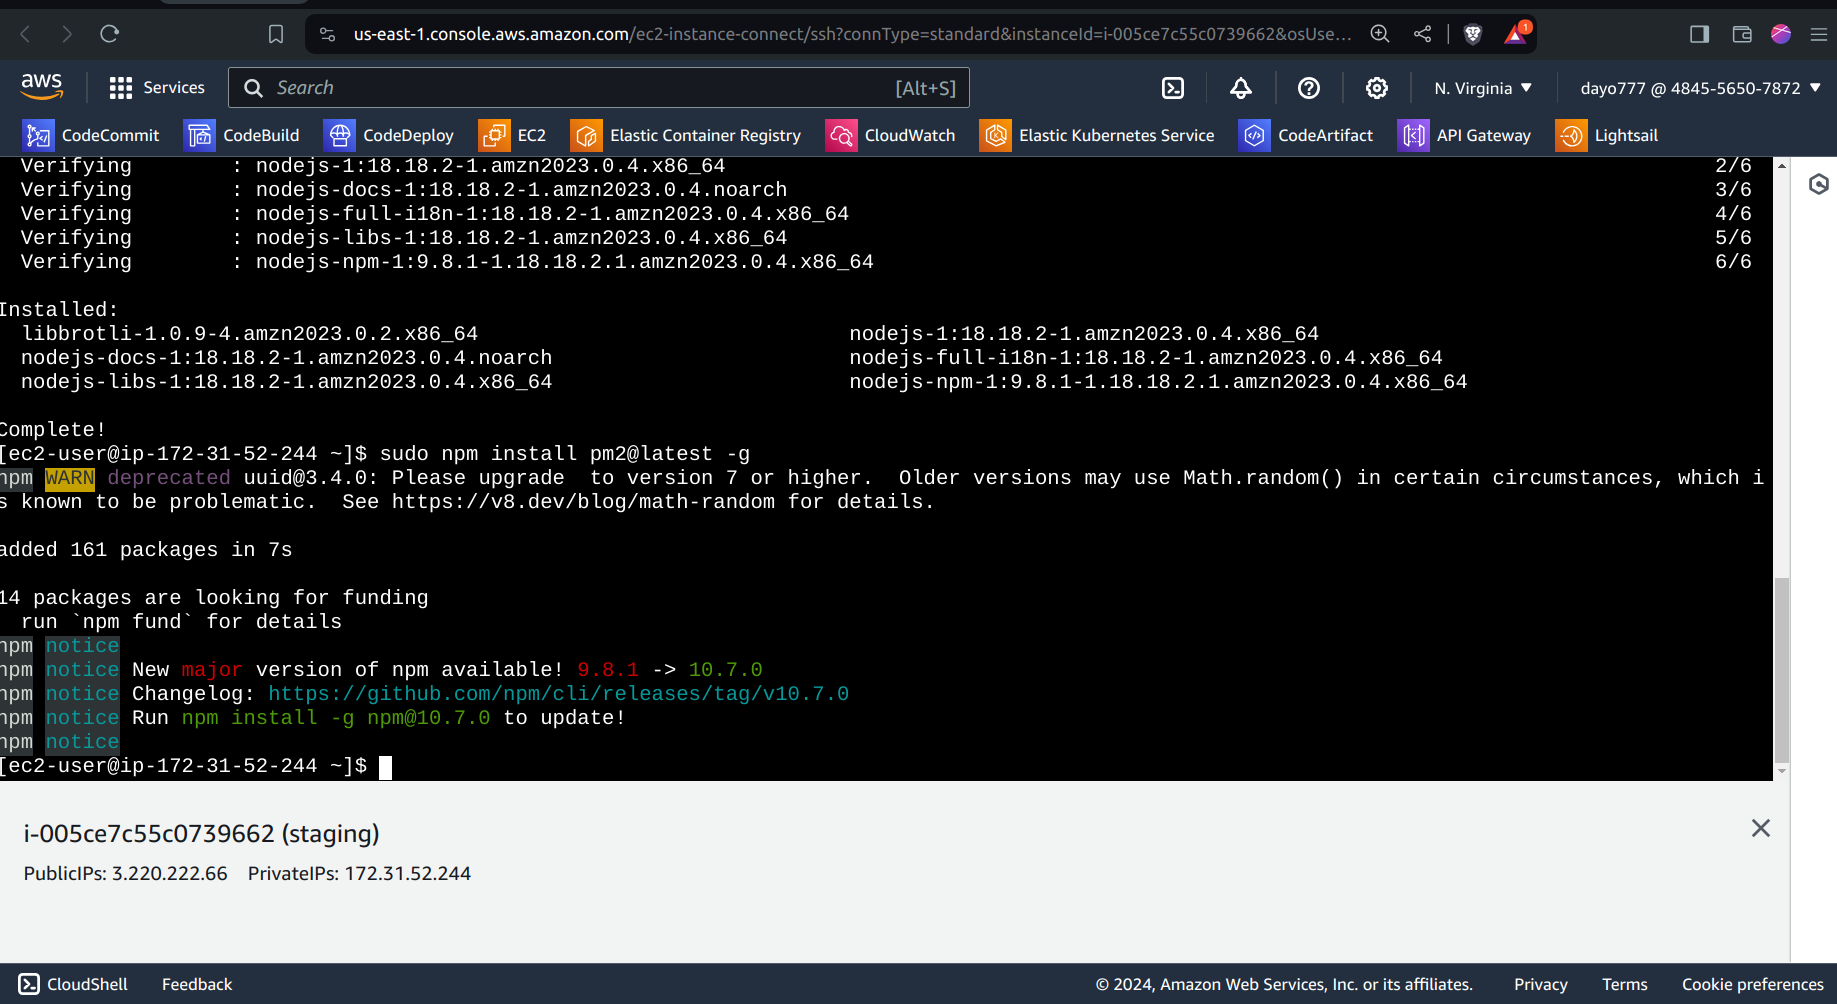 us-east-1.console.aws.amazon.com/ec2-instance-connect/ssh?connType=standard&instanceId=i-005ce7c55c0739662&osUse...
1
aws
Services
Search
[Alt+S]
N. Virginia
dayo777 @ 4845-5650-7872
CodeCommit
CodeBuild
CodeDeploy
EC2
Elastic Container Registry
CloudWatch
Elastic Kubernetes Service
CodeArtifact
API Gateway
Lightsail
Verifying : nodejs-1:18.18.2-1.amzn2023.0.4.x86_64 2/6
Verifying : nodejs-docs-1:18.18.2-1.amzn2023.0.4.noarch 3/6
Verifying : nodejs-full-i18n-1:18.18.2-1.amzn2023.0.4.x86_64 4/6
Verifying : nodejs-libs-1:18.18.2-1.amzn2023.0.4.x86_64 5/6
Verifying : nodejs-npm-1:9.8.1-1.18.18.2.1.amzn2023.0.4.x86_64 6/6
Installed:
libbrotli-1.0.9-4.amzn2023.0.2.x86_64 nodejs-1:18.18.2-1.amzn2023.0.4.x86_64
nodejs-docs-1:18.18.2-1.amzn2023.0.4.noarch nodejs-full-i18n-1:18.18.2-1.amzn2023.0.4.x86_64
nodejs-libs-1:18.18.2-1.amzn2023.0.4.x86_64 nodejs-npm-1:9.8.1-1.18.18.2.1.amzn2023.0.4.x86_64
Complete!
[ec2-user@ip-172-31-52-244 ~]$ sudo npm install pm2@latest -g
npm WARN deprecated uuid@3.4.0: Please upgrade  to version 7 or higher.  Older versions may use Math.random() in certain circumstances, which i
s known to be problematic.  See https://v8.dev/blog/math-random for details.
added 161 packages in 7s
14 packages are looking for funding
run `npm fund` for details
npm notice
npm notice New major version of npm available! 9.8.1 -> 10.7.0
npm notice Changelog: https://github.com/npm/cli/releases/tag/v10.7.0
npm notice Run npm install -g npm@10.7.0 to update!
npm notice
[ec2-user@ip-172-31-52-244 ~]$
i-005ce7c55c0739662 (staging)
PublicIPs: 3.220.222.66 PrivateIPs: 172.31.52.244
CloudShell
Feedback
© 2024, Amazon Web Services, Inc. or its affiliates.
Privacy
Terms
Cookie preferences